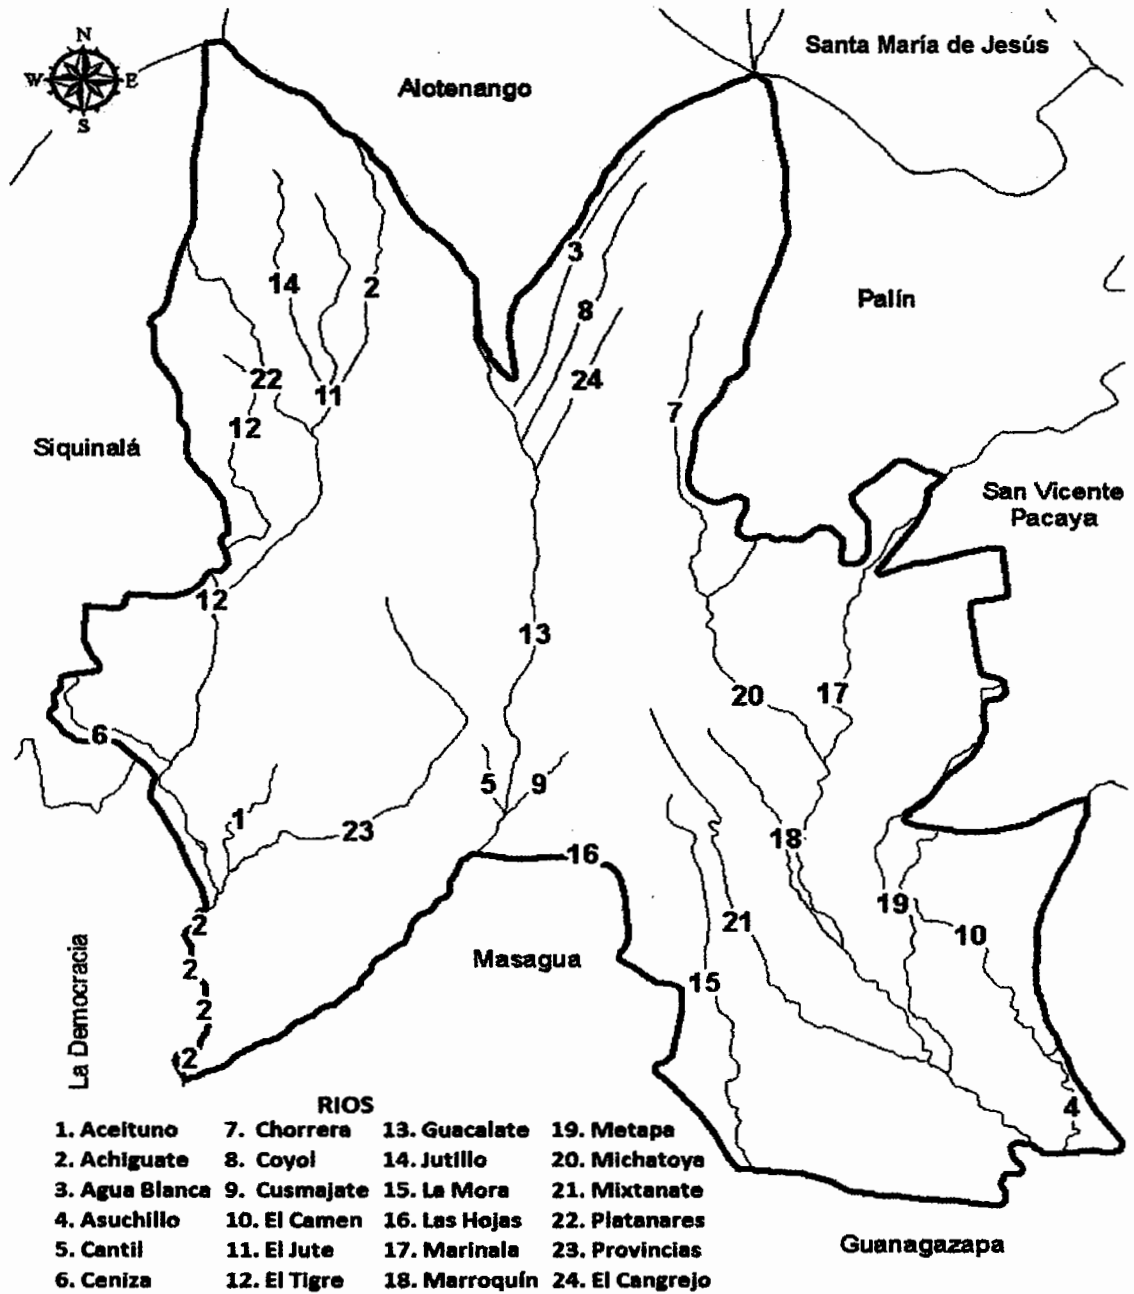 N
W E
S
Santa María de Jesús
Alotenango
3
14 2
8
Palín
22
24
11
7
12
Siquinalá
San Vicente
Pacaya
12
13
20 17
6
5 9
1
23
18
16
19
2
21
10
Masagua
2
15
2
La Democracia
2
4
RIOS
1. Aceituno 7. Chorrera 13. Guacalate 19. Metapa
2. Achiguate 8. Coyol 14. Jutillo 20. Michatoya
3. Agua Blanca 9. Cusmajate 15. La Mora 21. Mixtanate
4. Asuchillo 10. El Camen 16. Las Hojas 22. Platanares
5. Cantil 11. El Jute 17. Marinala 23. Provincias
6. Ceniza 12. El Tigre 18. Marroquín 24. El Cangrejo
Guanagazapa